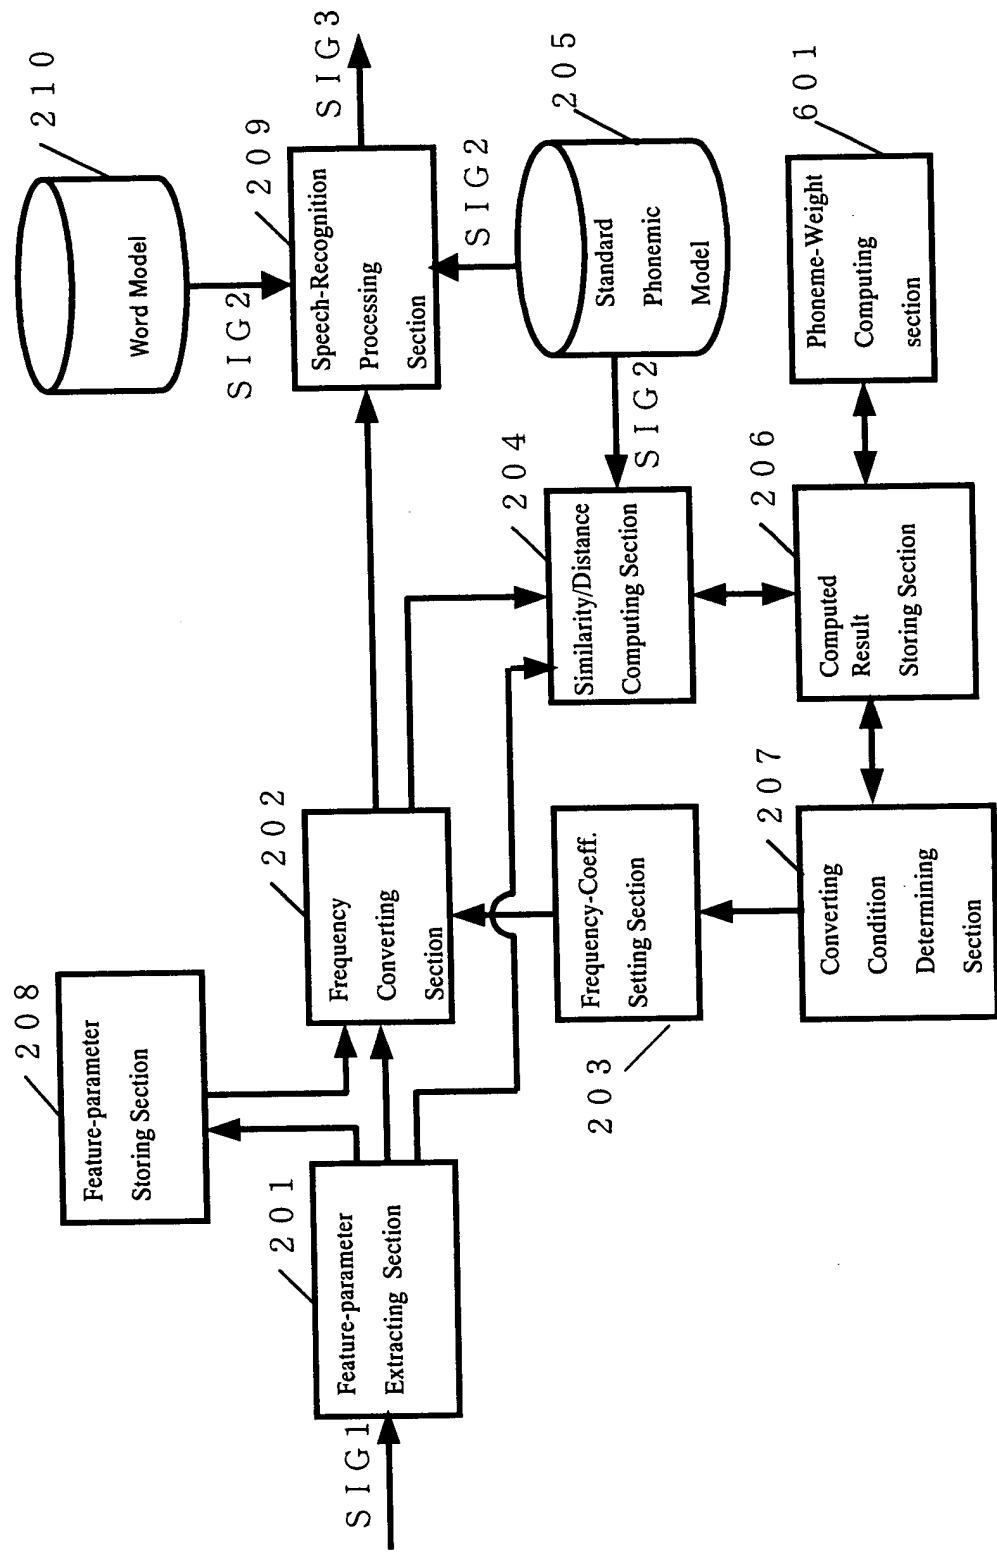 SIG1
201
Feature-parameter
Extracting Section
208
Feature-parameter
Storing Section
202
Frequency
Converting
Section
203
Frequency-Coeff.
Setting Section
207
Converting
Condition
Determining
Section
204
Similarity/Distance
Computing Section
206
Computed
Result
Storing Section
210
Word Model
SIG2
209
Speech-Recognition
Processing
Section
SIG3
SIG2
205
Standard
Phonemic
Model
SIG2
601
Phoneme-Weight
Computing
section